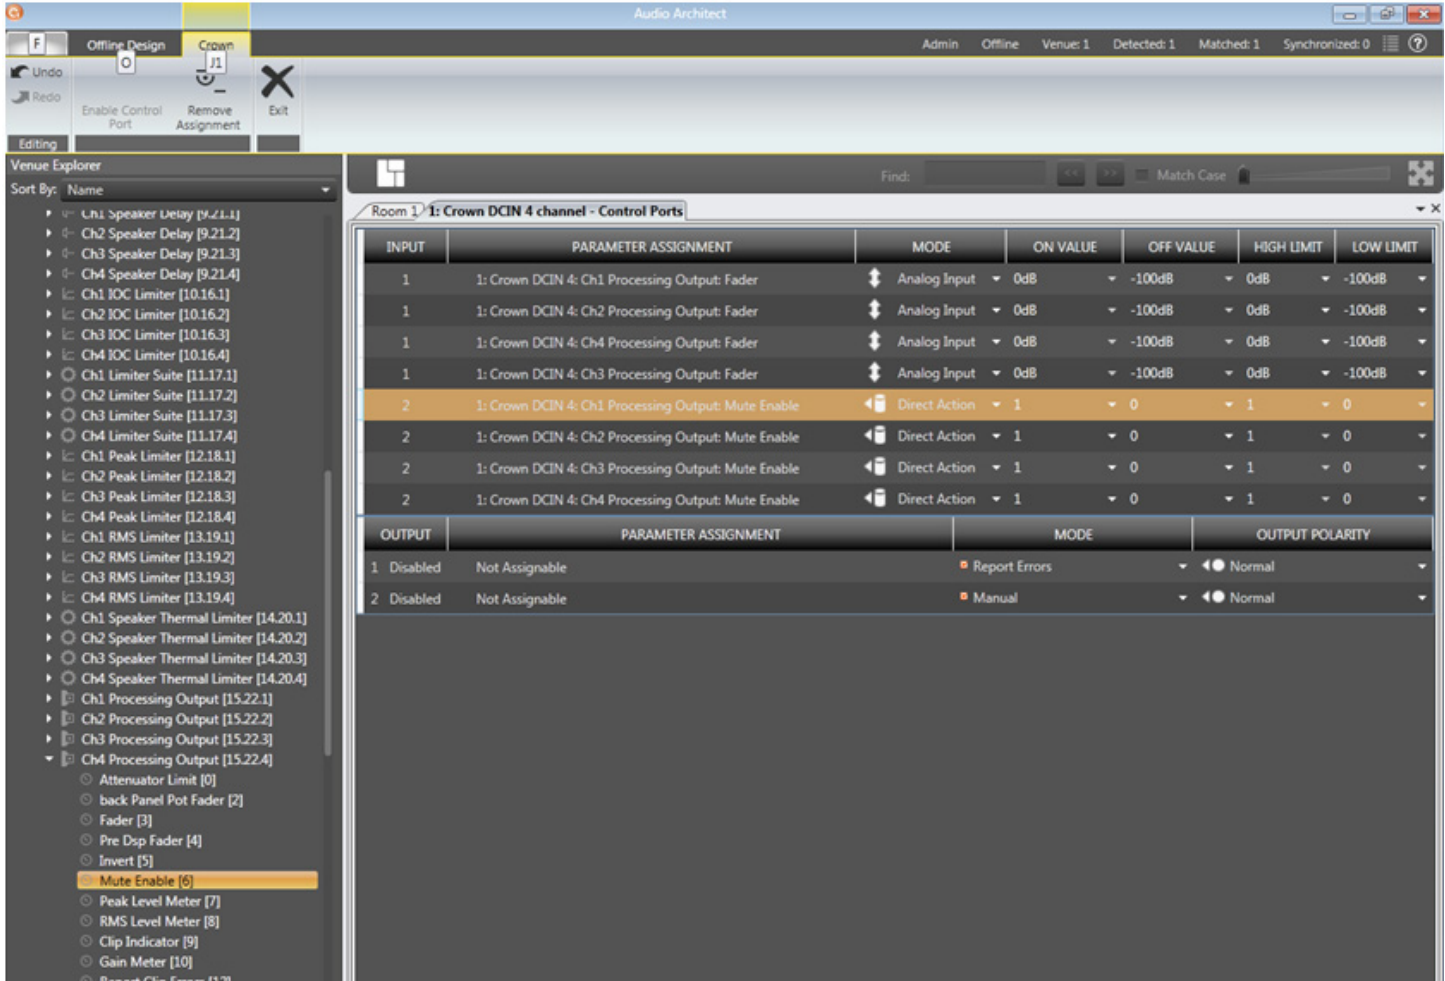 Audio Architect
F
Offline Design
Crown
Admin Offline Venue: 1 Detected: 1 Matched: 1 Synchronized: 0
O
J1
Undo
Redo
Enable Control Port
Remove Assignment
Exit
Editing
Venue Explorer
Sort By: Name
Ch1 Speaker Delay [9.21.1]
Ch2 Speaker Delay [9.21.2]
Ch3 Speaker Delay [9.21.3]
Ch4 Speaker Delay [9.21.4]
Ch1 IOC Limiter [10.16.1]
Ch2 IOC Limiter [10.16.2]
Ch3 IOC Limiter [10.16.3]
Ch4 IOC Limiter [10.16.4]
Ch1 Limiter Suite [11.17.1]
Ch2 Limiter Suite [11.17.2]
Ch3 Limiter Suite [11.17.3]
Ch4 Limiter Suite [11.17.4]
Ch1 Peak Limiter [12.18.1]
Ch2 Peak Limiter [12.18.2]
Ch3 Peak Limiter [12.18.3]
Ch4 Peak Limiter [12.18.4]
Ch1 RMS Limiter [13.19.1]
Ch2 RMS Limiter [13.19.2]
Ch3 RMS Limiter [13.19.3]
Ch4 RMS Limiter [13.19.4]
Ch1 Speaker Thermal Limiter [14.20.1]
Ch2 Speaker Thermal Limiter [14.20.2]
Ch3 Speaker Thermal Limiter [14.20.3]
Ch4 Speaker Thermal Limiter [14.20.4]
Ch1 Processing Output [15.22.1]
Ch2 Processing Output [15.22.2]
Ch3 Processing Output [15.22.3]
Ch4 Processing Output [15.22.4]
Attenuator Limit [0]
back Panel Pot Fader [2]
Fader [3]
Pre Dsp Fader [4]
Invert [5]
Mute Enable [6]
Peak Level Meter [7]
RMS Level Meter [8]
Clip Indicator [9]
Gain Meter [10]
Find: << >> Match Case
Room 1 1: Crown DCIN 4 channel - Control Ports
INPUT PARAMETER ASSIGNMENT MODE ON VALUE OFF VALUE HIGH LIMIT LOW LIMIT
1 1: Crown DCIN 4: Ch1 Processing Output: Fader Analog Input 0dB -100dB 0dB -100dB
1 1: Crown DCIN 4: Ch2 Processing Output: Fader Analog Input 0dB -100dB 0dB -100dB
1 1: Crown DCIN 4: Ch4 Processing Output: Fader Analog Input 0dB -100dB 0dB -100dB
1 1: Crown DCIN 4: Ch3 Processing Output: Fader Analog Input 0dB -100dB 0dB -100dB
2 1: Crown DCIN 4: Ch1 Processing Output: Mute Enable Direct Action 1 0 1 0
2 1: Crown DCIN 4: Ch2 Processing Output: Mute Enable Direct Action 1 0 1 0
2 1: Crown DCIN 4: Ch3 Processing Output: Mute Enable Direct Action 1 0 1 0
2 1: Crown DCIN 4: Ch4 Processing Output: Mute Enable Direct Action 1 0 1 0
OUTPUT PARAMETER ASSIGNMENT MODE OUTPUT POLARITY
1 Disabled Not Assignable Report Errors Normal
2 Disabled Not Assignable Manual Normal